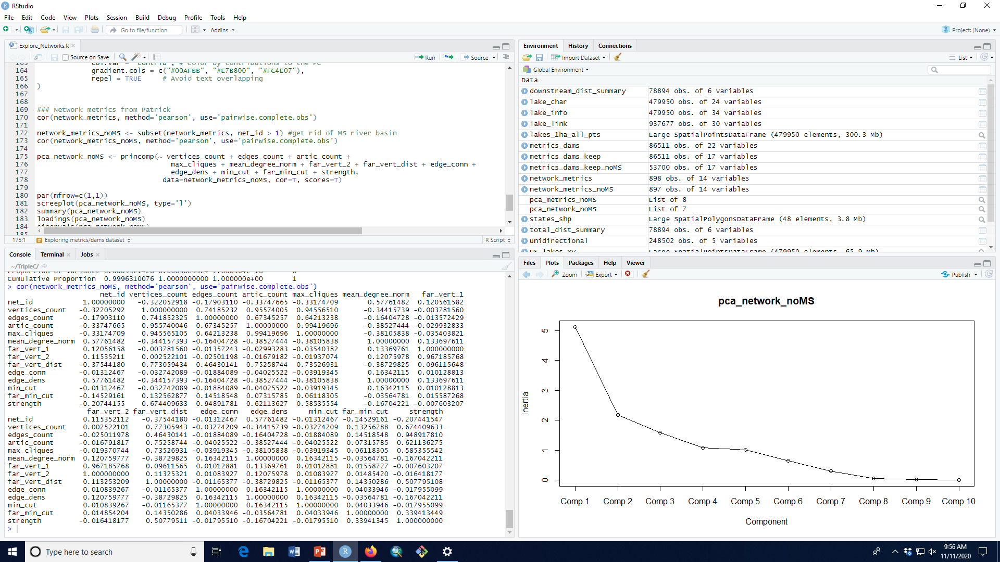 RStudio
File Edit Code View Plots Session Build Debug Profile Tools Help
Go to file/function Addins Project: (None)
Explore_Networks.R
Source on Save Run Source
164 gradient.cols = c("#00AFBB", "#E7B800", "#FC4E07"),
165 repel = TRUE # Avoid text overlapping
166 )
167
168
169 ### Network metrics from Patrick
170 cor(network_metrics, method='pearson', use='pairwise.complete.obs')
171
172 network_metrics_noMS <- subset(network_metrics, net_id > 1) #get rid of MS river basin
173 cor(network_metrics_noMS, method='pearson', use='pairwise.complete.obs')
174
175 pca_network_noMS <- princomp(~ vertices_count + edges_count + artic_count +
176 max_cliques + mean_degree_norm + far_vert_2 + far_vert_dist + edge_conn +
177 edge_dens + min_cut + far_min_cut + strength,
178 data=network_metrics_noMS, cor=T, scores=T)
179
180 par(mfrow=c(1,1))
181 screeplot(pca_network_noMS, type='l')
182 summary(pca_network_noMS)
183 loadings(pca_network_noMS)
184
185
175:1 Exploring metrics/dams dataset R Script
Console Terminal Jobs
~/TripleC/
Cumulative Proportion 0.9996310076 1.0000000000 1.000000e+00 1
> cor(network_metrics_noMS, method='pearson', use='pairwise.complete.obs')
net_id vertices_count edges_count artic_count max_cliques mean_degree_norm far_vert_1
net_id 1.00000000 -0.322052918 -0.17903110 -0.33747665 -0.33174709 0.57761482 0.120561582
vertices_count -0.32205292 1.000000000 0.74185232 0.95574005 0.94556510 -0.34415739 -0.003781560
edges_count -0.17903110 0.741852325 1.00000000 0.67345257 0.64213238 -0.16404728 -0.013572429
artic_count -0.33747665 0.955740046 0.67345257 1.00000000 0.99419696 -0.38527444 -0.029932833
max_cliques -0.33174709 0.945565105 0.64213238 0.99419696 1.00000000 -0.38105838 -0.035403821
mean_degree_norm 0.57761482 -0.344157393 -0.16404728 -0.38527444 -0.38105838 1.00000000 0.133697611
far_vert_1 0.12056158 -0.003781560 -0.01357243 -0.02993283 -0.03540382 0.13369761 1.000000000
far_vert_2 0.11535211 0.002522101 -0.02501198 -0.01679182 -0.01937074 0.12075978 0.967185768
far_vert_dist -0.37544180 0.773059434 0.46430141 0.75258744 0.73526931 -0.38729825 0.096115648
edge_conn -0.01312467 -0.032742089 -0.01884089 -0.04025522 -0.03919345 0.16342115 0.010128813
edge_dens 0.57761482 -0.344157393 -0.16404728 -0.38527444 -0.38105838 1.00000000 0.133697611
min_cut -0.01312467 -0.032742089 -0.01884089 -0.04025522 -0.03919345 0.16342115 0.010128813
far_min_cut -0.14529161 0.132562877 0.14518548 0.07315785 0.06118305 -0.03564781 0.015587268
strength -0.20744155 0.674409633 0.94891781 0.62113627 0.58535554 -0.16704221 -0.007603207
far_vert_2 far_vert_dist edge_conn edge_dens min_cut far_min_cut strength
net_id 0.115352112 -0.37544180 -0.01312467 0.57761482 -0.01312467 -0.14529161 -0.207441547
vertices_count 0.002522101 0.77305943 -0.03274209 -0.34415739 -0.03274209 0.13256288 0.674409633
edges_count -0.025011978 0.46430141 -0.01884089 -0.16404728 -0.01884089 0.14518548 0.948917810
artic_count -0.016791817 0.75258744 -0.04025522 -0.38527444 -0.04025522 0.07315785 0.621136275
max_cliques -0.019370744 0.73526931 -0.03919345 -0.38105838 -0.03919345 0.06118305 0.585355542
mean_degree_norm 0.120759777 -0.38729825 0.16342115 1.00000000 0.16342115 -0.03564781 -0.167042211
far_vert_1 0.967185768 0.09611565 0.01012881 0.13369761 0.01012881 0.01558727 -0.007603207
far_vert_2 1.000000000 0.11325321 0.01083927 0.12075978 0.01083927 0.01485420 -0.016418177
far_vert_dist 0.113253209 1.00000000 -0.01165377 -0.38729825 -0.01165377 0.14350286 0.507795108
edge_conn 0.010839267 -0.01165377 1.00000000 0.16342115 1.00000000 0.04033946 -0.017955099
edge_dens 0.120759777 -0.38729825 0.16342115 1.00000000 0.16342115 -0.03564781 -0.167042211
min_cut 0.010839267 -0.01165377 1.00000000 0.16342115 1.00000000 0.04033946 -0.017955099
far_min_cut 0.014854204 0.14350286 0.04033946 -0.03564781 0.04033946 1.00000000 0.339413449
strength -0.016418177 0.50779511 -0.01795510 -0.16704221 -0.01795510 0.33941345 1.000000000
>
Environment History Connections
Import Dataset List
Global Environment
Data
downstream_dist_summary 78894 obs. of 6 variables
lake_char 479950 obs. of 24 variables
lake_info 479950 obs. of 34 variables
lake_link 937677 obs. of 30 variables
lakes_1ha_all_pts Large SpatialPointsDataFrame (479950 elements, 300.3 Mb)
metrics_dams 86511 obs. of 22 variables
metrics_dams_keep 86511 obs. of 17 variables
metrics_dams_keep_noMS 53700 obs. of 17 variables
network_metrics 898 obs. of 14 variables
network_metrics_noMS 897 obs. of 14 variables
pca_metrics_noMS List of 8
pca_network_noMS List of 7
states_shp Large SpatialPolygonsDataFrame (48 elements, 3.8 Mb)
total_dist_summary 78894 obs. of 6 variables
unidirectional 248502 obs. of 5 variables
Files Plots Packages Help Viewer
Zoom Export Publish
pca_network_noMS
Inertia
5
4
3
2
1
0
Comp.1 Comp.2 Comp.3 Comp.4 Comp.5 Comp.6 Comp.7 Comp.8 Comp.9 Comp.10
Component
Type here to search
9:56 AM
11/11/2020